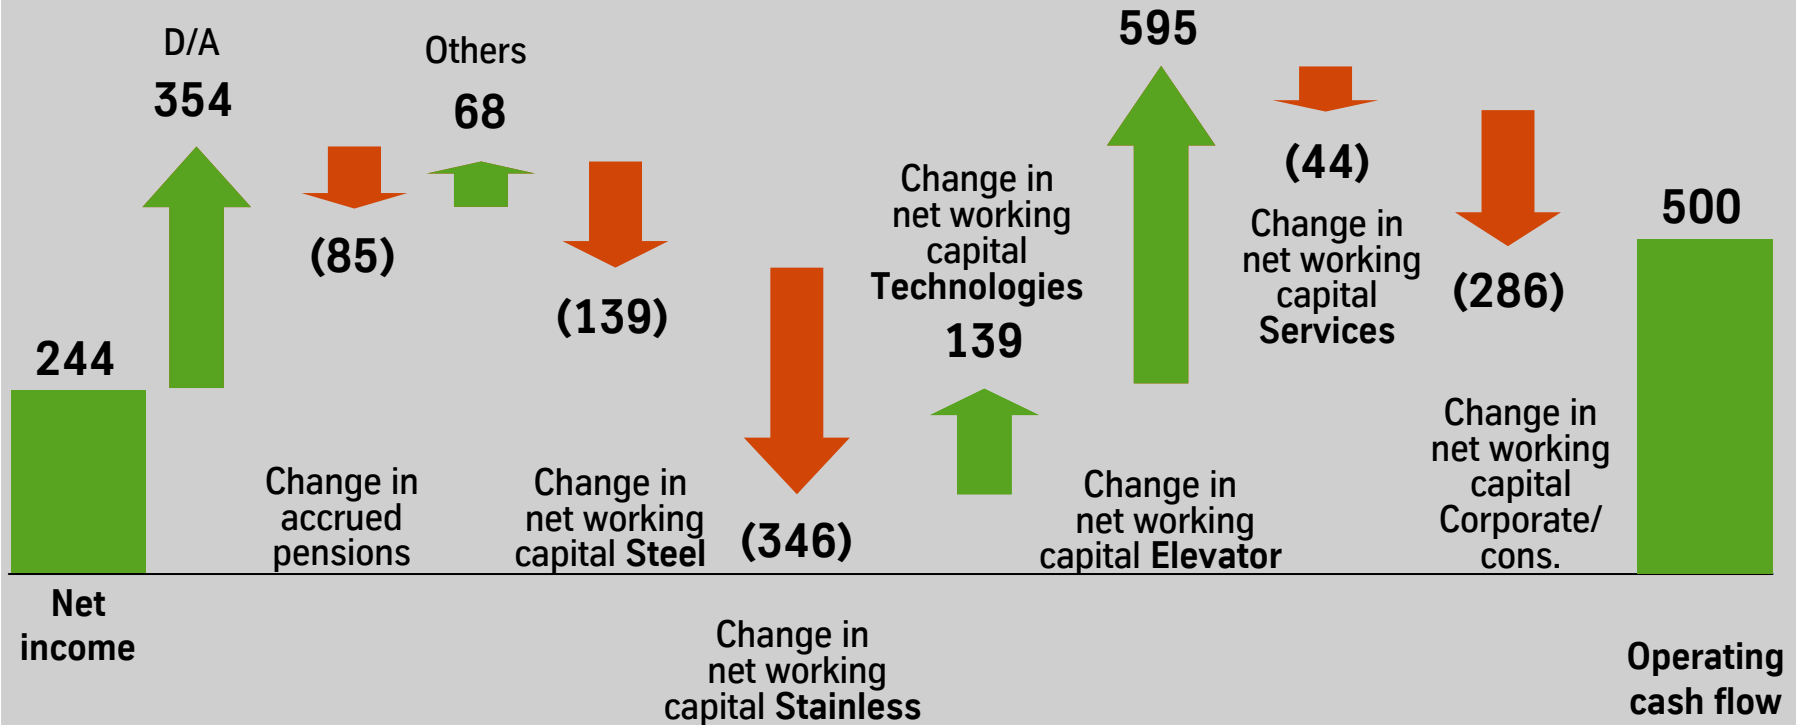 D/A
354
Others
68
595
(85)
(139)
Change in
net working
capital
Technologies
139
(44)
Change in
net working
capital
Services
(286)
500
244
Change in
accrued
pensions
Change in
net working
capital Steel
(346)
Change in
net working
capital Elevator
Change in
net working
capital
Corporate/
cons.
Net
income
Change in
net working
capital Stainless
Operating
cash flow